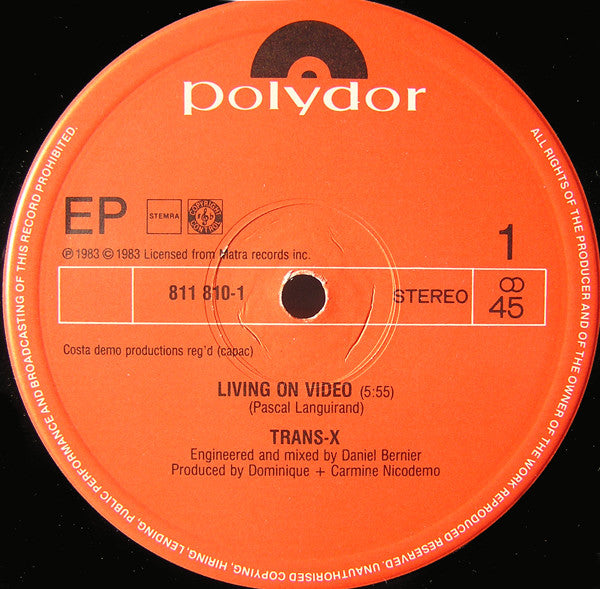 polydor
EP
STEMRA
COPYRIGHT
CONTROL
1
℗ 1983 © 1983 Licensed from Matra records inc.
811 810-1
STEREO
45
Costa demo productions reg'd (capac)
LIVING ON VIDEO (5:55)
(Pascal Languirand)
TRANS-X
Engineered and mixed by Daniel Bernier
Produced by Dominique + Carmine Nicodemo
ALL RIGHTS OF THE PRODUCER AND OF THE OWNER OF THE WORK REPRODUCED RESERVED. UNAUTHORISED COPYING, HIRING, LENDING, PUBLIC PERFORMANCE AND BROADCASTING OF THIS RECORD PROHIBITED.